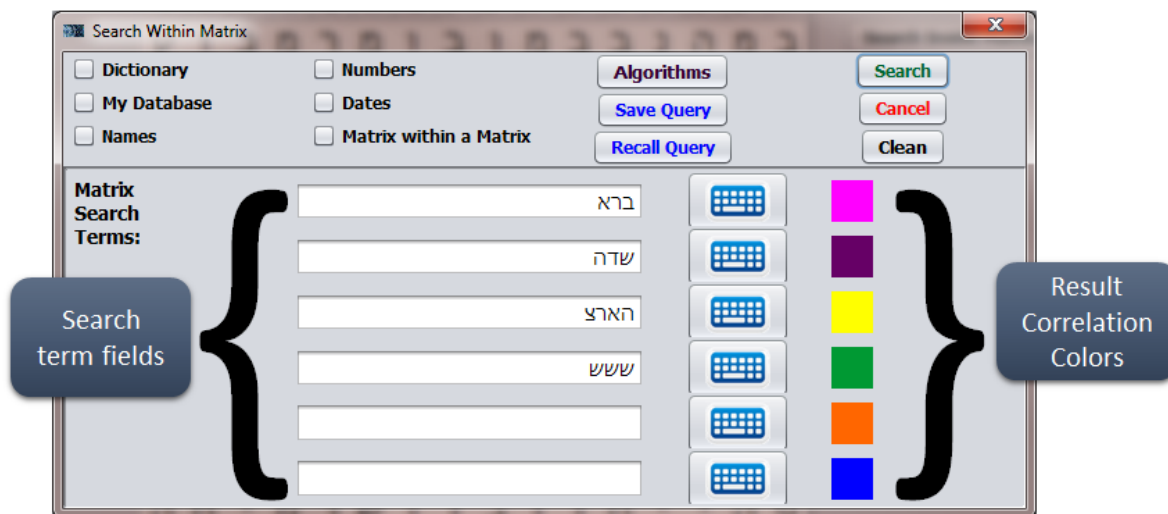 Search Within Matrix
x
Dictionary
Numbers
Algorithms
Search
My Database
Dates
Save Query
Cancel
Names
Matrix within a Matrix
Recall Query
Clean
Matrix
Search
Terms:
ברא
שדה
הארצ
ששש
Search
term fields
Result
Correlation
Colors